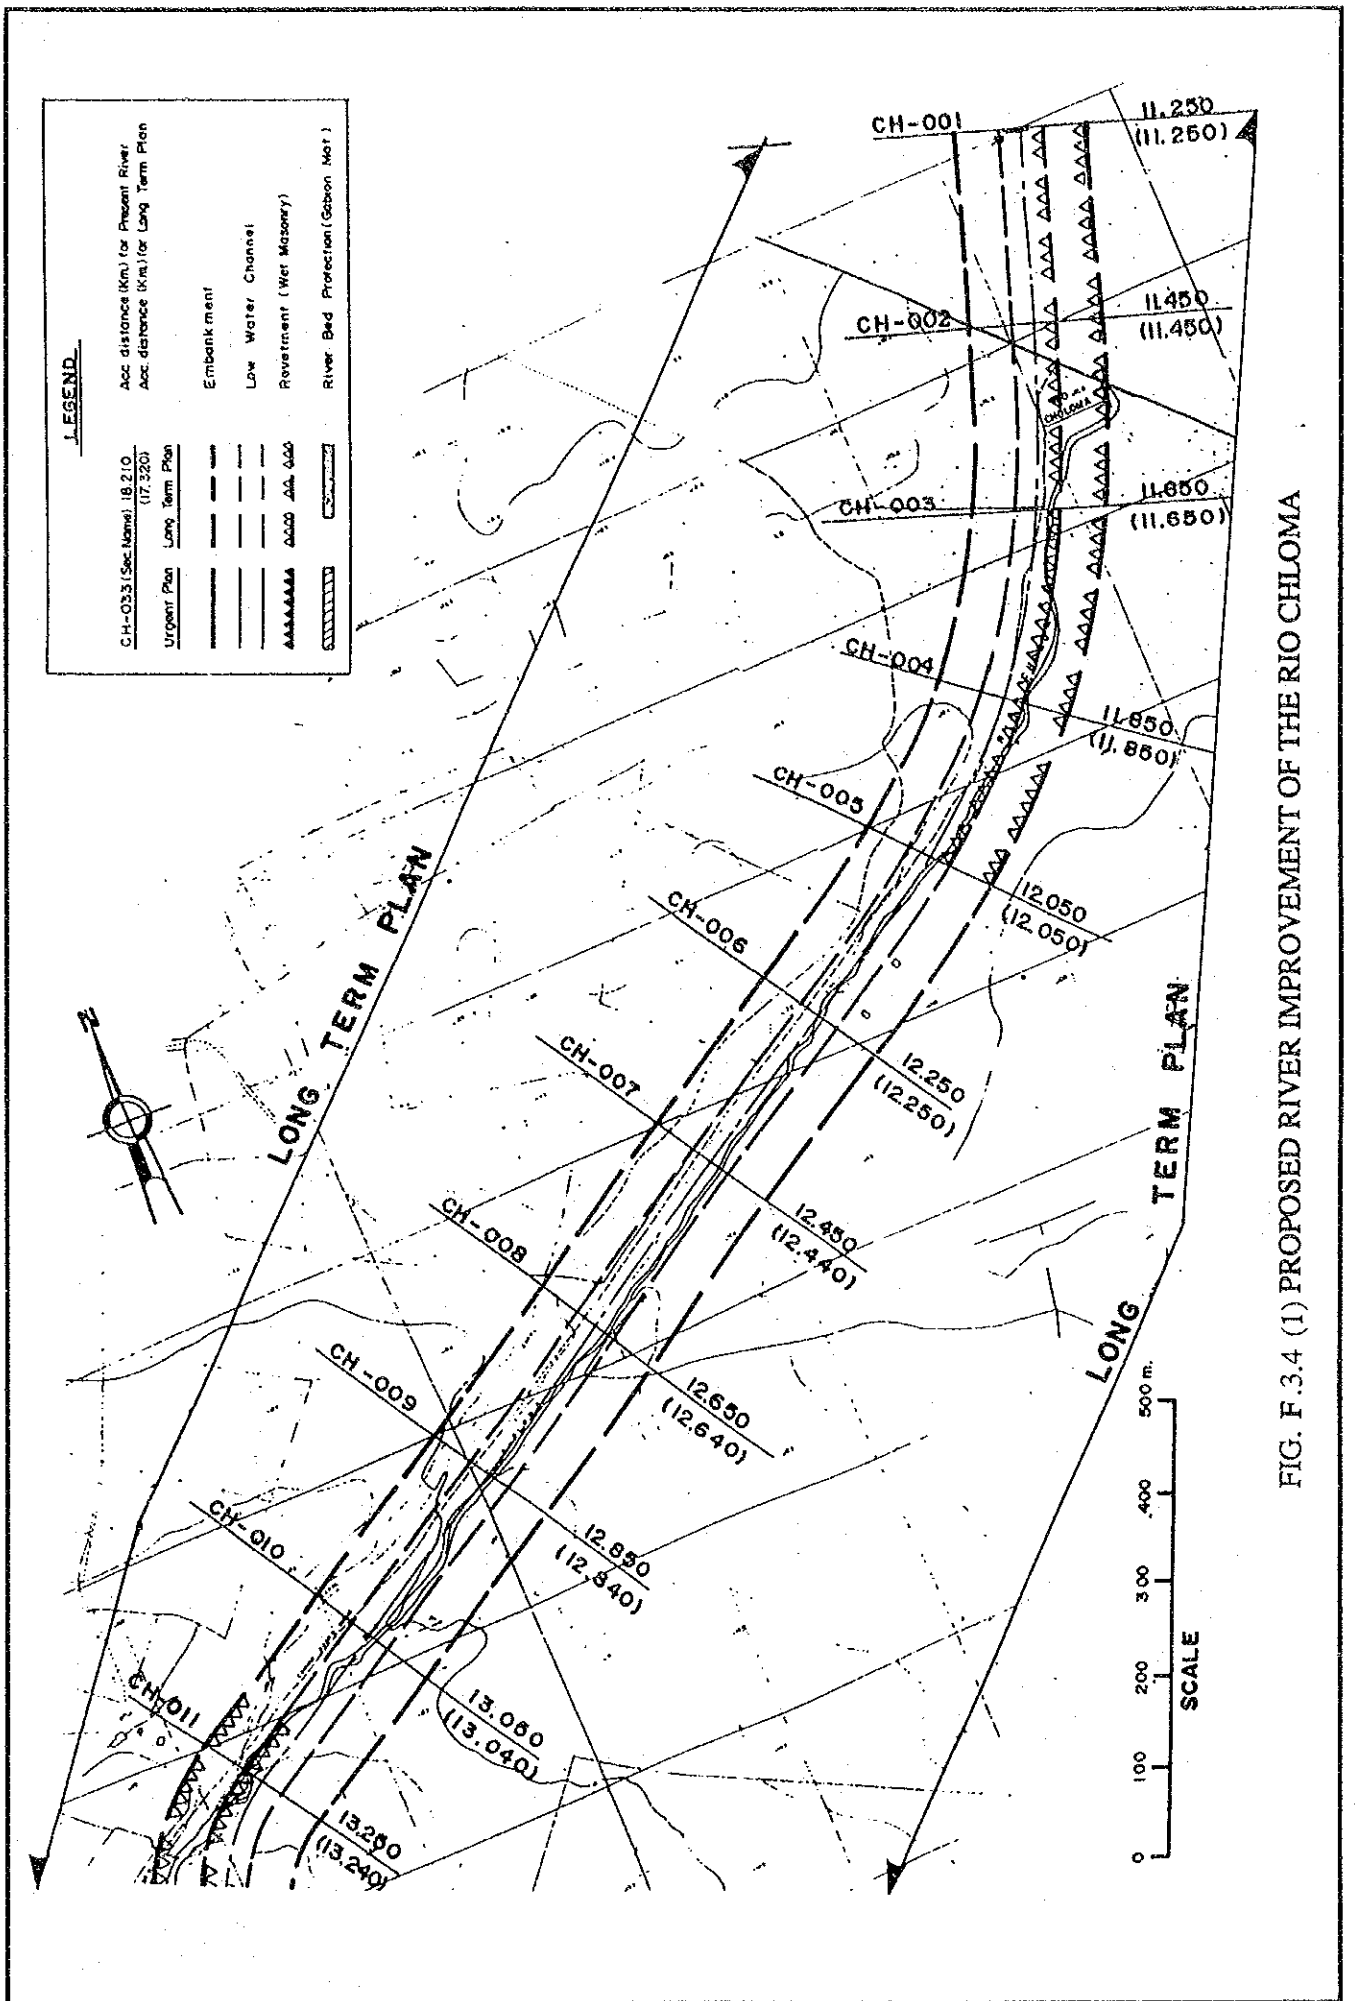 LEGEND
CH-033 (Sec. Name) 18.210 Acc. distance (Km.) for Present River
(17.320) Acc. distance (Km.) for Long Term Plan
Urgent Plan Long Term Plan
Embankment
Low Water Channel
Revetment (Wet Masonry)
River Bed Protection (Gabion Mat)
N
LONG TERM PLAN
CH-001 11.250
(11.250)
CH-002 11.450
(11.450)
CHOLOMA
CH-003 11.650
(11.650)
CH-004 11.850
(11.850)
CH-005 12.050
(12.050)
CH-006 12.250
(12.250)
CH-007 12.450
(12.440)
CH-008 12.650
(12.640)
CH-009 12.850
(12.840)
CH-010 13.050
(13.040)
CH-011 13.250
(13.240)
LONG TERM PLAN
0 100 200 300 400 500 m.
SCALE
FIG. F.3.4 (1) PROPOSED RIVER IMPROVEMENT OF THE RIO CHLOMA